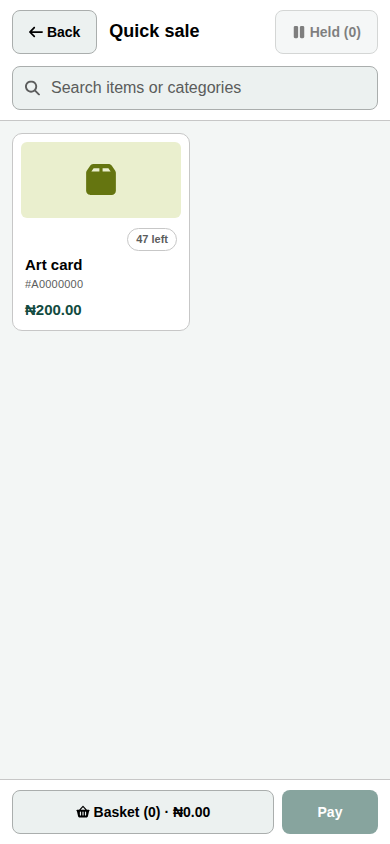 Back
Quick sale
Held (0)
Search items or categories
47 left
Art card
#A0000000
₦200.00
Basket (0) · ₦0.00
Pay